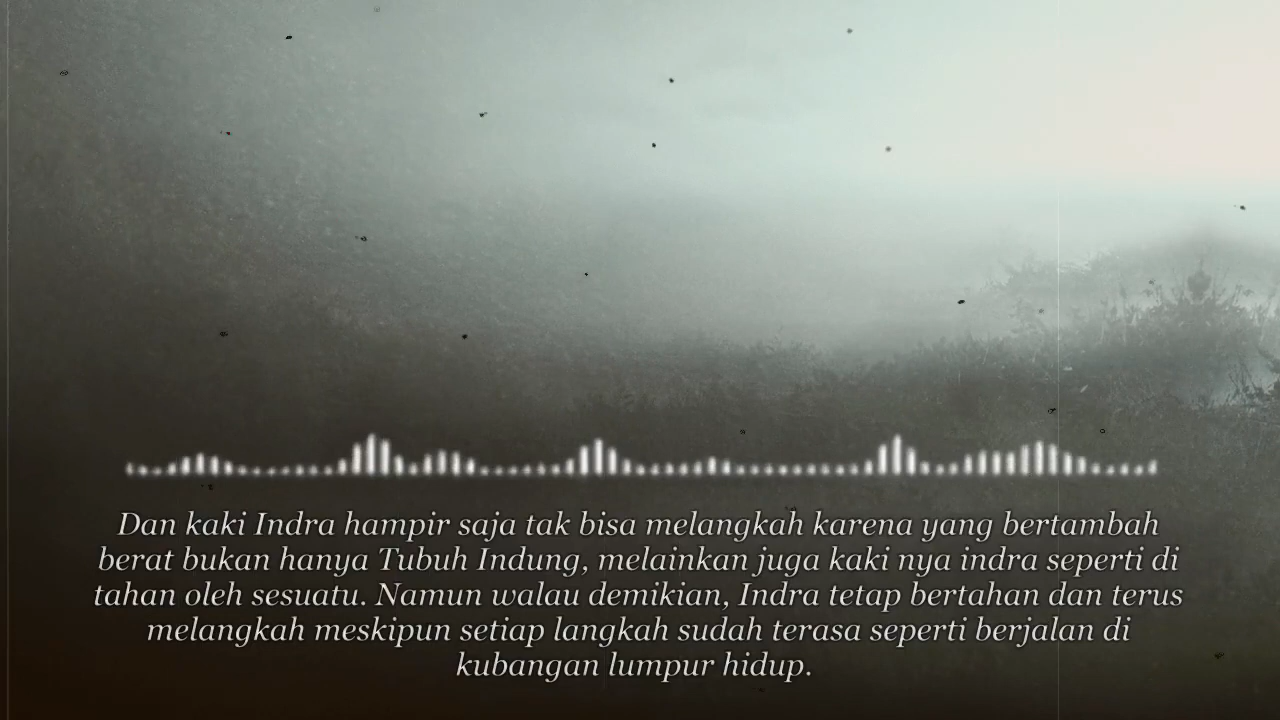 Dan kaki Indra hampir saja tak bisa melangkah karena yang bertambah
berat bukan hanya Tubuh Indung, melainkan juga kaki nya indra seperti di
tahan oleh sesuatu. Namun walau demikian, Indra tetap bertahan dan terus
melangkah meskipun setiap langkah sudah terasa seperti berjalan di
kubangan lumpur hidup.